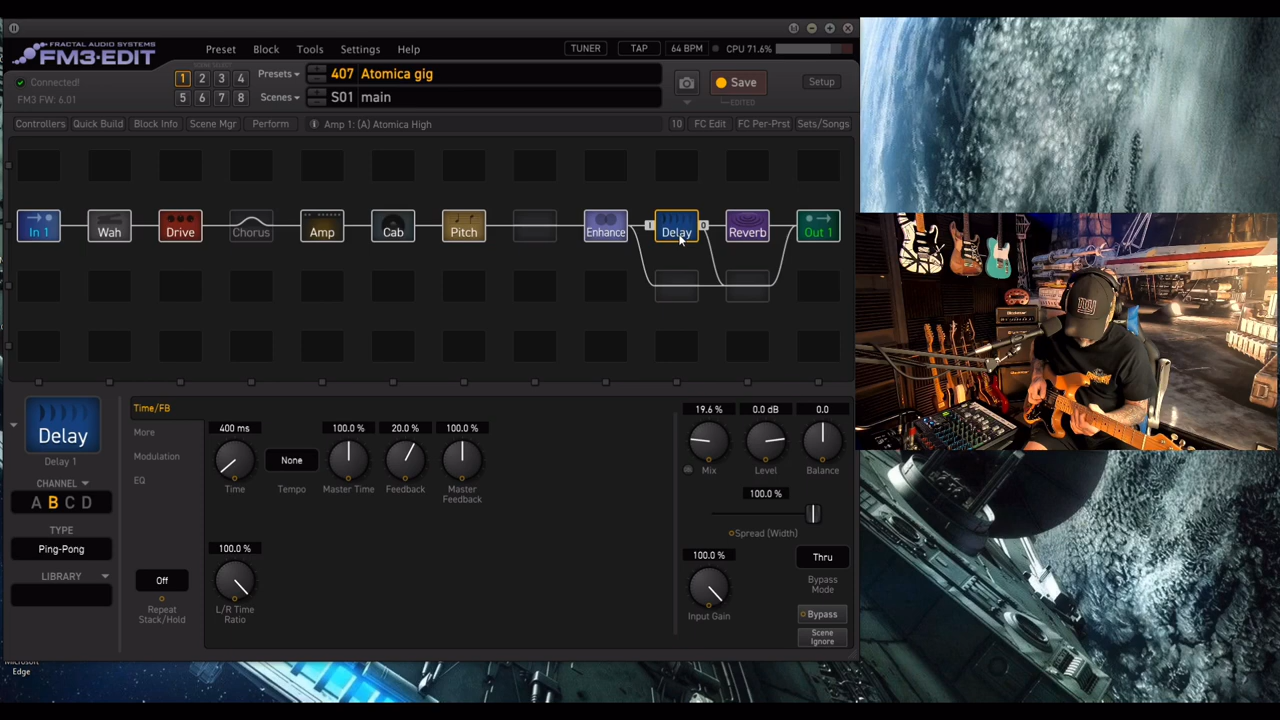 FRACTAL AUDIO SYSTEMS
FM3-EDIT
Preset Block Tools Settings Help
TUNER TAP 64 BPM CPU 71.6%
Connected!
FM3 FW: 6.01
SCENE SELECT
1 2 3 4
5 6 7 8
Presets 407 Atomica gig
Scenes S01 main
Save
EDITED
Setup
Controllers Quick Build Block Info Scene Mgr Perform Amp 1: (A) Atomica High 10 FC Edit FC Per-Prst Sets/Songs
In 1 Wah Drive Chorus Amp Cab Pitch Enhance I Delay O Reverb Out 1
Delay
Delay 1
CHANNEL
A B C D
TYPE
Ping-Pong
LIBRARY
Time/FB
More
Modulation
EQ
Off
Repeat
Stack/Hold
400 ms
Time
None
Tempo
100.0 %
Master Time
20.0 %
Feedback
100.0 %
Master
Feedback
100.0 %
L/R Time
Ratio
19.6 %
Mix
0.0 dB
Level
0.0
Balance
100.0 %
Spread (Width)
100.0 %
Input Gain
Thru
Bypass
Mode
Bypass
Scene
Ignore
Microsoft
Edge